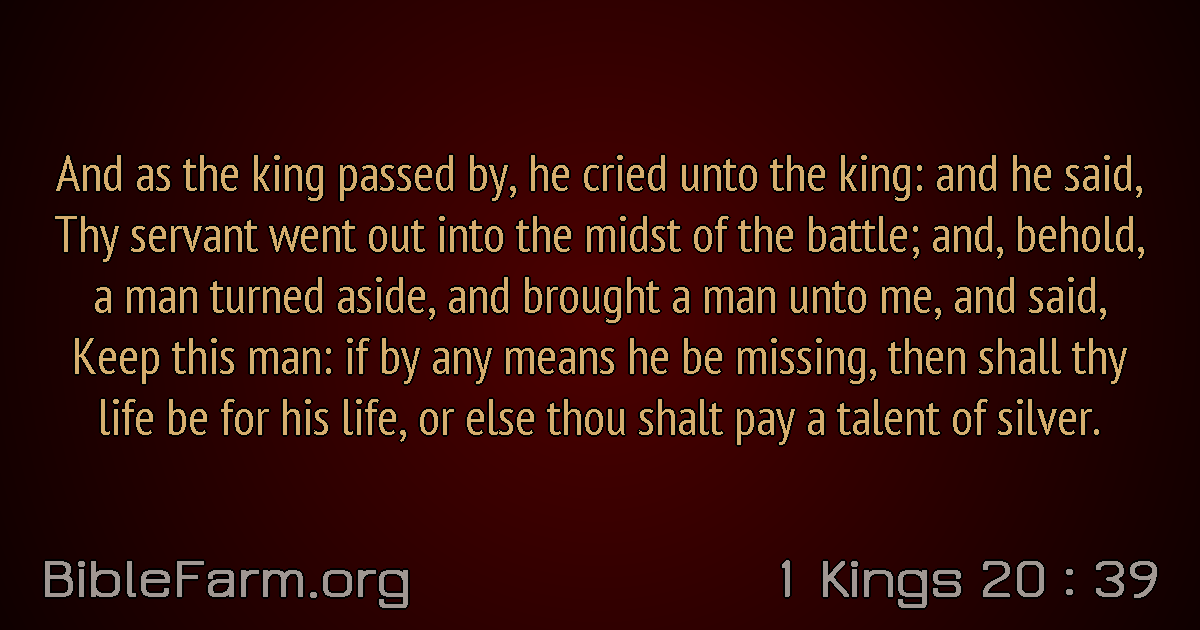 And as the king passed by, he cried unto the king: and he said,
Thy servant went out into the midst of the battle; and, behold,
a man turned aside, and brought a man unto me, and said,
Keep this man: if by any means he be missing, then shall thy
life be for his life, or else thou shalt pay a talent of silver.
BibleFarm.org
1 Kings 20 : 39